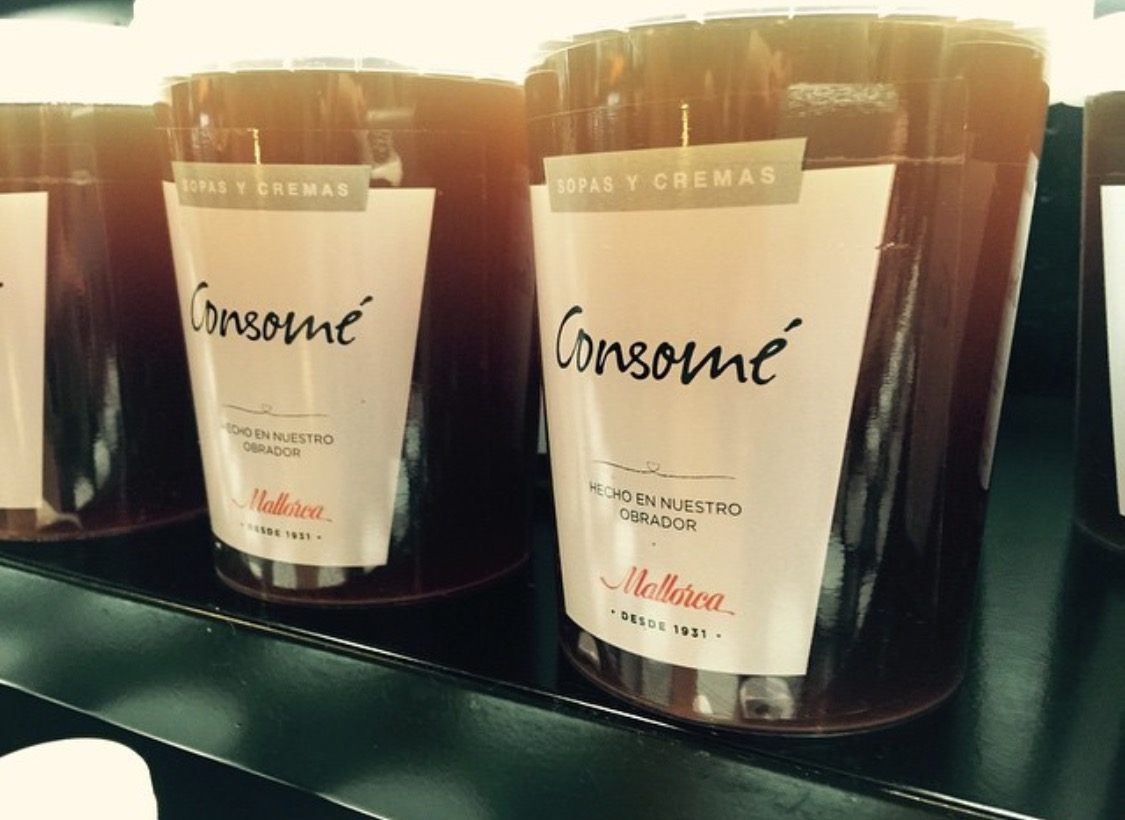 SOPAS Y CREMAS
Consomé
HECHO EN NUESTRO
OBRADOR
Mallorca
• DESDE 1931 •
SOPAS Y CREMAS
Consomé
HECHO EN NUESTRO
OBRADOR
Mallorca
• DESDE 1931 •